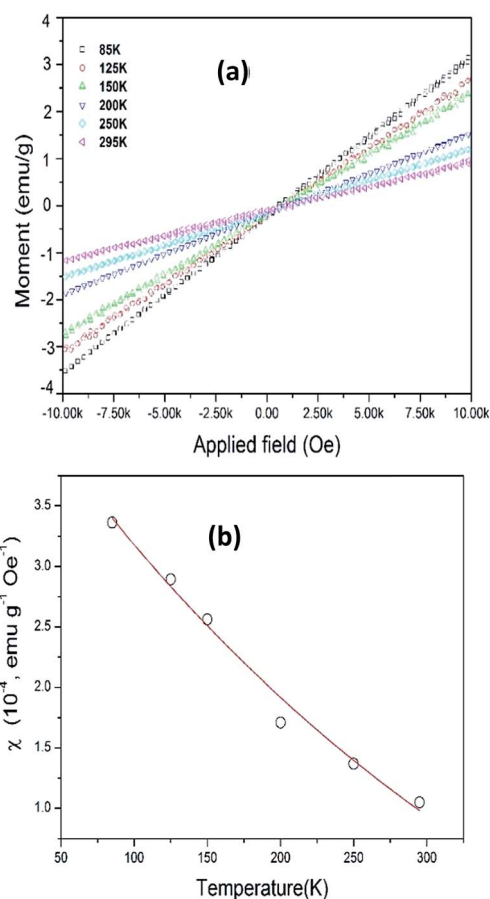 (a)
85K
125K
150K
200K
250K
295K
Moment (emu/g)
4
3
2
1
0
-1
-2
-3
-4
-10.00k -7.50k -5.00k -2.50k 0.00 2.50k 5.00k 7.50k 10.00k
Applied field (Oe)
(b)
χ (10⁻⁴, emu g⁻¹ Oe⁻¹)
3.5
3.0
2.5
2.0
1.5
1.0
50 100 150 200 250 300
Temperature(K)